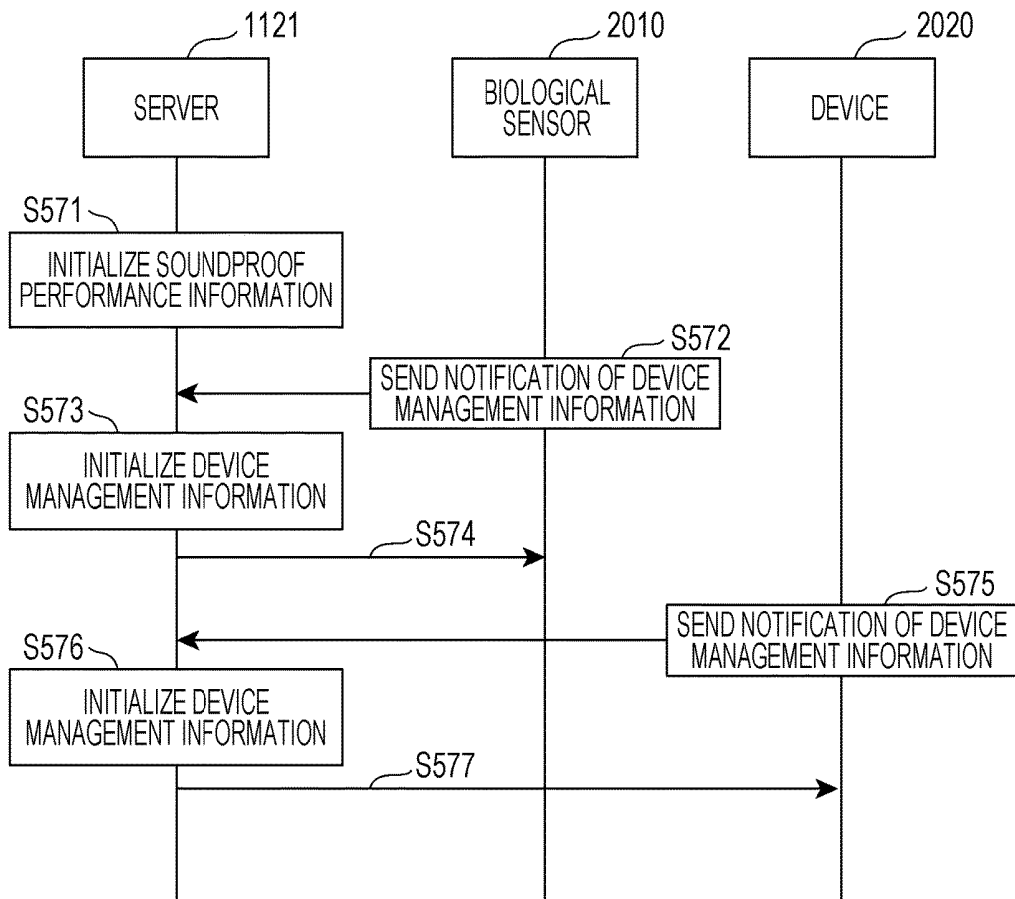 1121
2010
2020
SERVER
BIOLOGICAL
SENSOR
DEVICE
S571
INITIALIZE SOUNDPROOF
PERFORMANCE INFORMATION
S572
SEND NOTIFICATION OF DEVICE
MANAGEMENT INFORMATION
S573
INITIALIZE DEVICE
MANAGEMENT INFORMATION
S574
S575
SEND NOTIFICATION OF DEVICE
MANAGEMENT INFORMATION
S576
INITIALIZE DEVICE
MANAGEMENT INFORMATION
S577